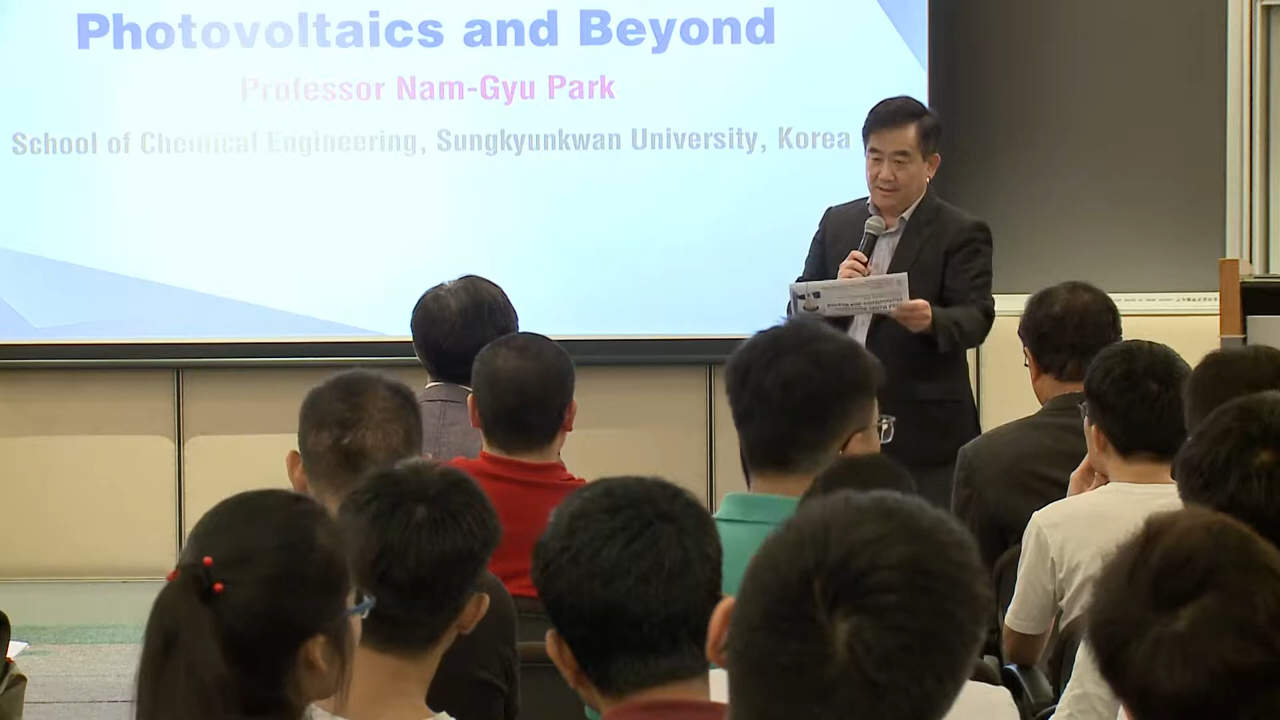 Photovoltaics and Beyond
Professor Nam-Gyu Park
School of Chemical Engineering, Sungkyunkwan University, Korea